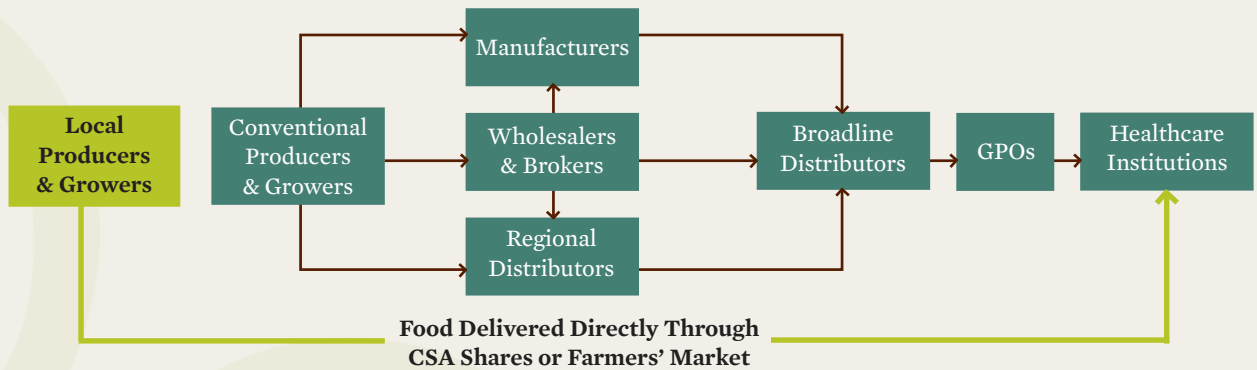 Local
Producers
& Growers
Conventional
Producers
& Growers
Manufacturers
Wholesalers
& Brokers
Regional
Distributors
Broadline
Distributors
GPOs
Healthcare
Institutions
Food Delivered Directly Through
CSA Shares or Farmers’ Market